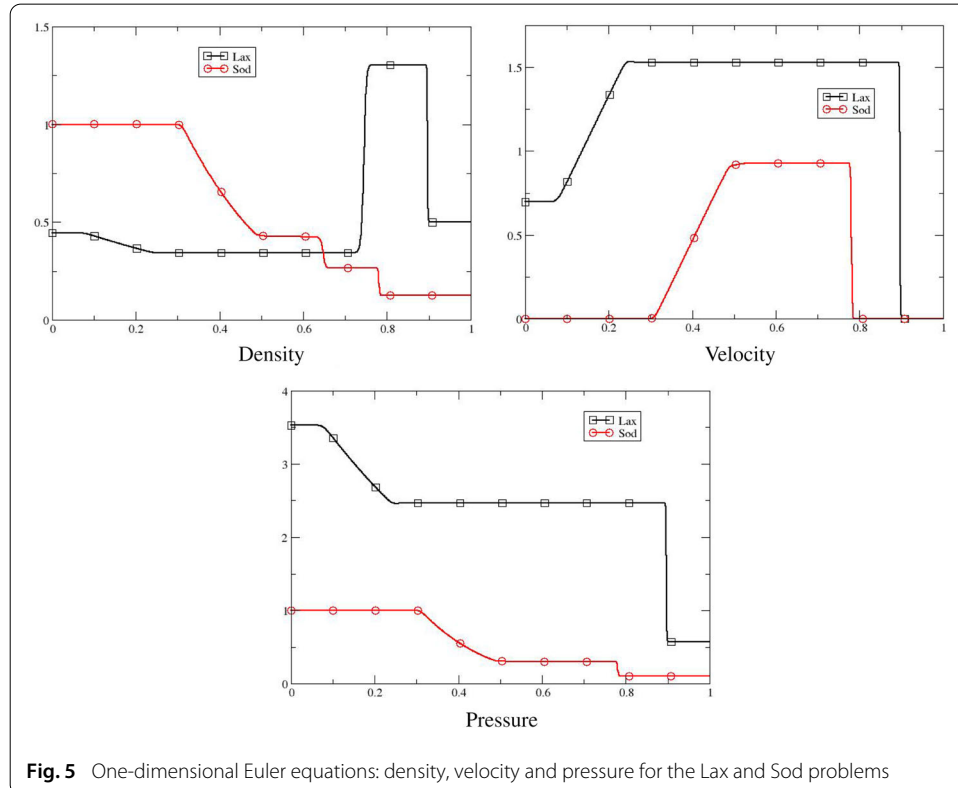 1.5
Lax
Sod
1
0.5
0
0 0.2 0.4 0.6 0.8 1
Density
1.5
Lax
Sod
1
0.5
0
0 0.2 0.4 0.6 0.8 1
Velocity
4
Lax
Sod
3
2
1
0
0 0.2 0.4 0.6 0.8 1
Pressure
Fig. 5 One-dimensional Euler equations: density, velocity and pressure for the Lax and Sod problems